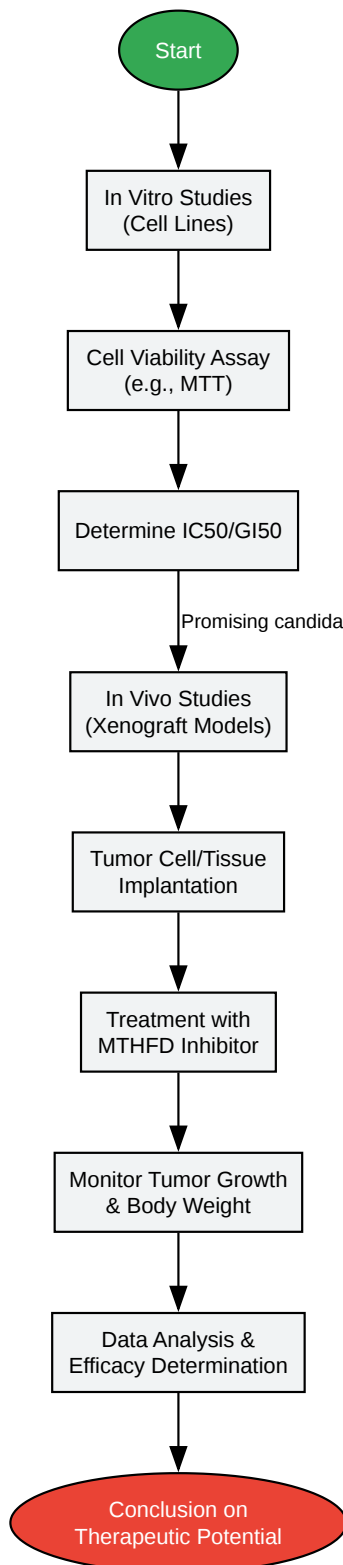 Start
In Vitro Studies
(Cell Lines)
Cell Viability Assay
(e.g., MTT)
Determine IC50/GI50
Promising candida
In Vivo Studies
(Xenograft Models)
Tumor Cell/Tissue
Implantation
Treatment with
MTHFD Inhibitor
Monitor Tumor Growth
& Body Weight
Data Analysis &
Efficacy Determination
Conclusion on
Therapeutic Potential